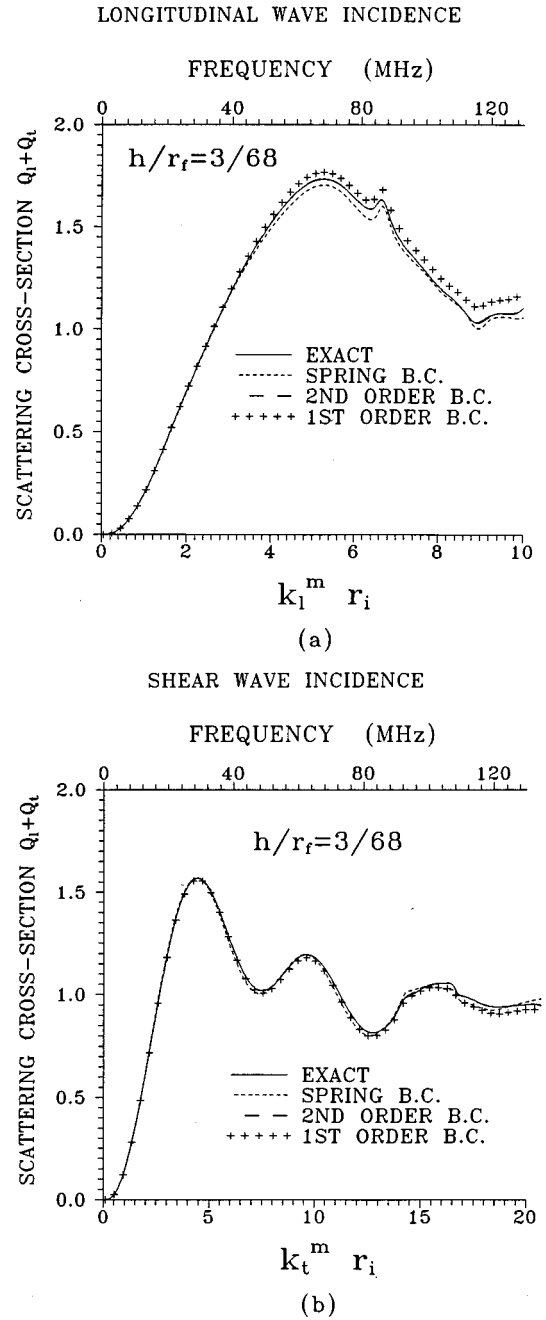 LONGITUDINAL WAVE INCIDENCE
FREQUENCY (MHz)
0 40 80 120
SCATTERING CROSS-SECTION Q_l+Q_t
2.0
1.5
1.0
0.5
0.0
h/r_f=3/68
EXACT
SPRING B.C.
2ND ORDER B.C.
1ST ORDER B.C.
0 2 4 6 8 10
k_l^m r_i
(a)
SHEAR WAVE INCIDENCE
FREQUENCY (MHz)
0 40 80 120
SCATTERING CROSS-SECTION Q_l+Q_t
2.0
1.5
1.0
0.5
0.0
h/r_f=3/68
EXACT
SPRING B.C.
2ND ORDER B.C.
1ST ORDER B.C.
0 5 10 15 20
k_t^m r_i
(b)